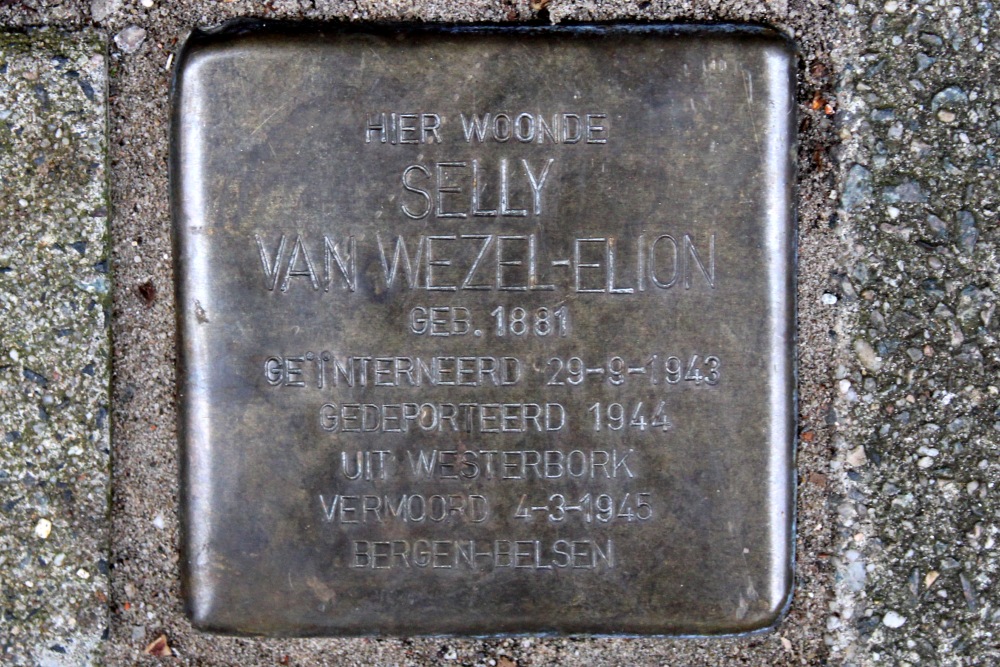 HIER WOONDE
SELLY
VAN WEZEL-ELION
GEB. 1881
GEÏNTERNEERD 29-9-1943
GEDEPORTEERD 1944
UIT WESTERBORK
VERMOORD 4-3-1945
BERGEN-BELSEN